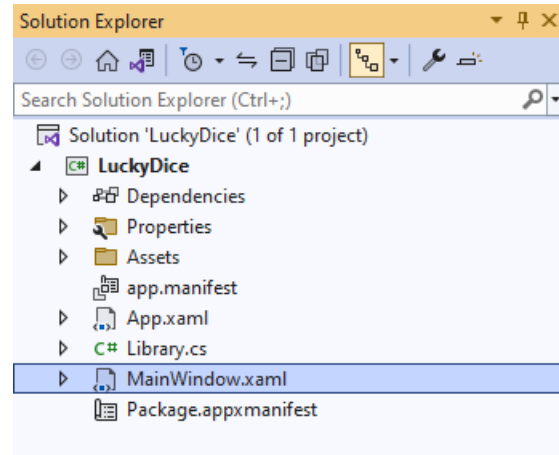 Solution Explorer
Search Solution Explorer (Ctrl+;)
Solution 'LuckyDice' (1 of 1 project)
C# LuckyDice
Dependencies
Properties
Assets
app.manifest
App.xaml
C# Library.cs
MainWindow.xaml
Package.appxmanifest